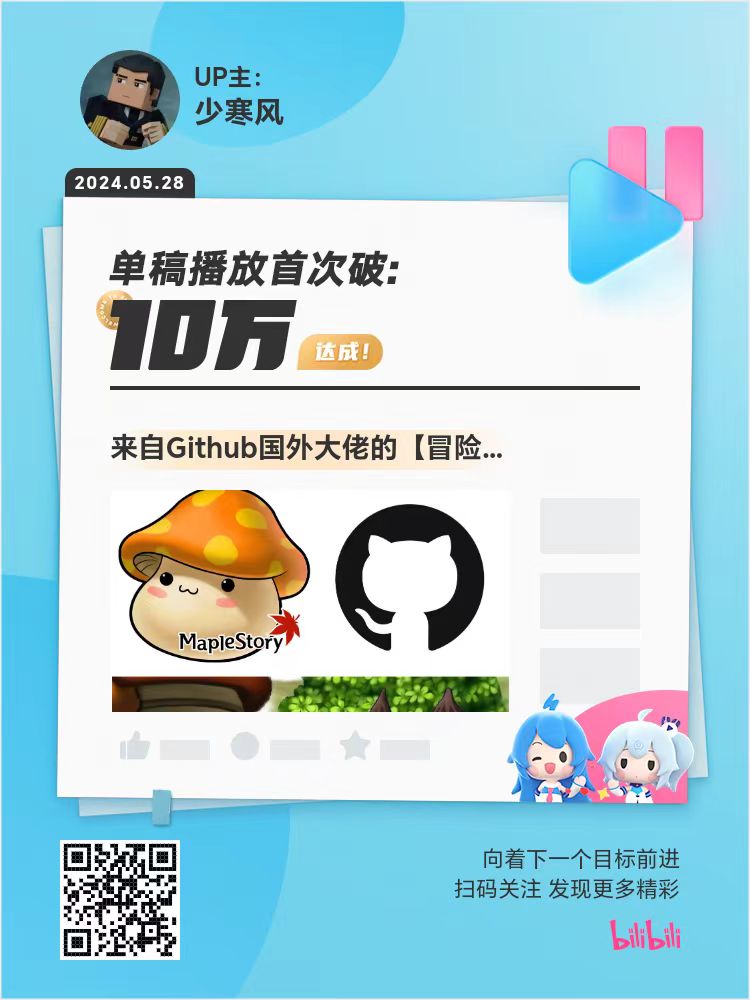 UP主：
少寒风
2024.05.28
单稿播放首次破:
10万
达成!
来自Github国外大佬的【冒险...
MapleStory
向着下一个目标前进
扫码关注 发现更多精彩
bilibili